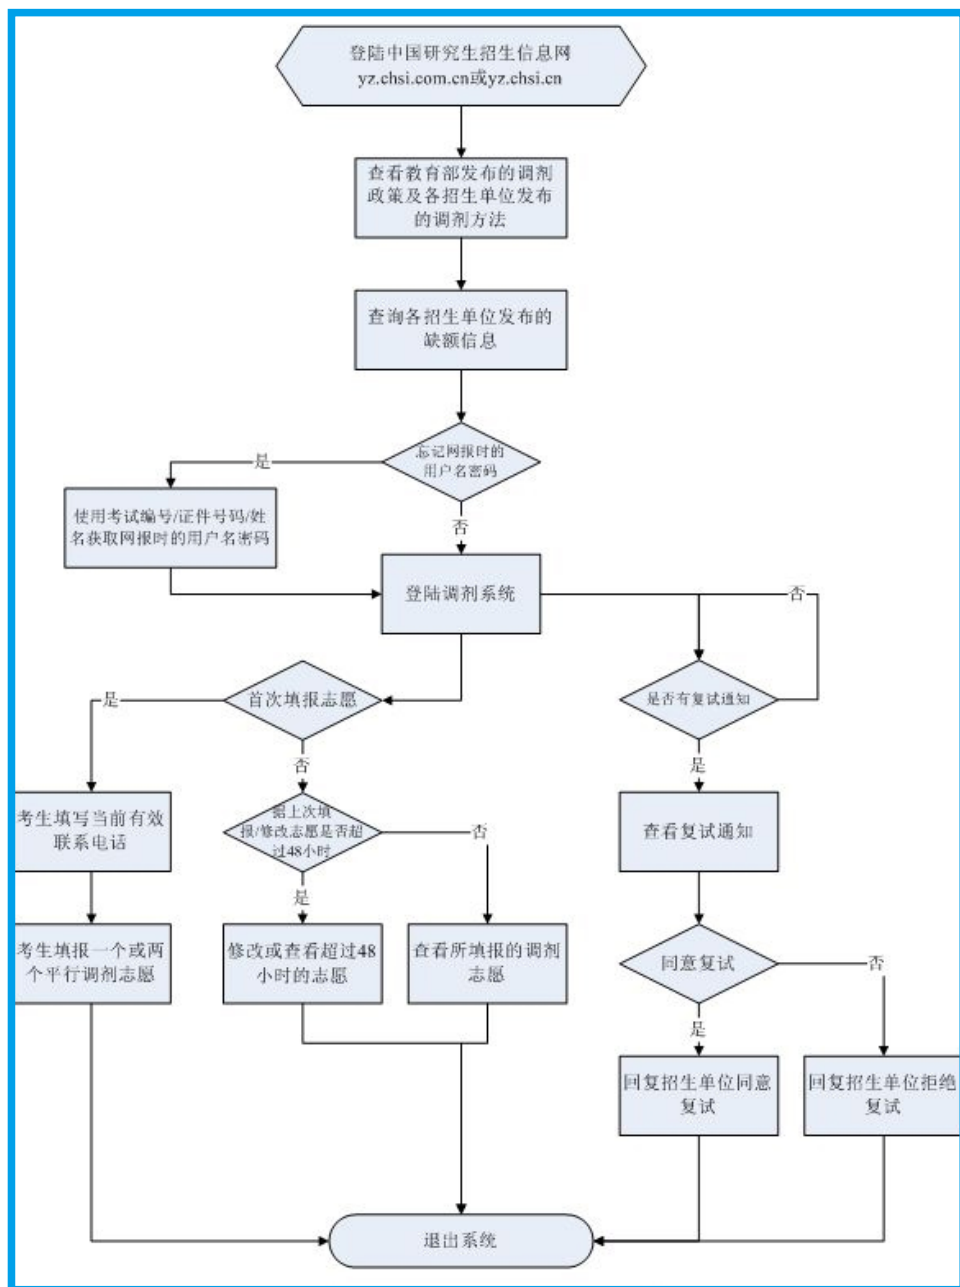 登陆中国研究生招生信息网
yz.chsi.com.cn或yz.chsi.cn
查看教育部发布的调剂
政策及各招生单位发布
的调剂方法
查询各招生单位发布的
缺额信息
忘记网报时的
用户名密码
是
否
使用考试编号/证件号码/姓
名获取网报时的用户名密码
登陆调剂系统
否
首次填报志愿
是
否
是否有复试通知
是
考生填写当前有效
联系电话
据上次填
报/修改志愿是否超
过48小时
否
是
查看复试通知
考生填报一个或两
个平行调剂志愿
修改或查看超过48
小时的志愿
查看所填报的调剂
志愿
同意复试
否
是
回复招生单位同意
复试
回复招生单位拒绝
复试
退出系统